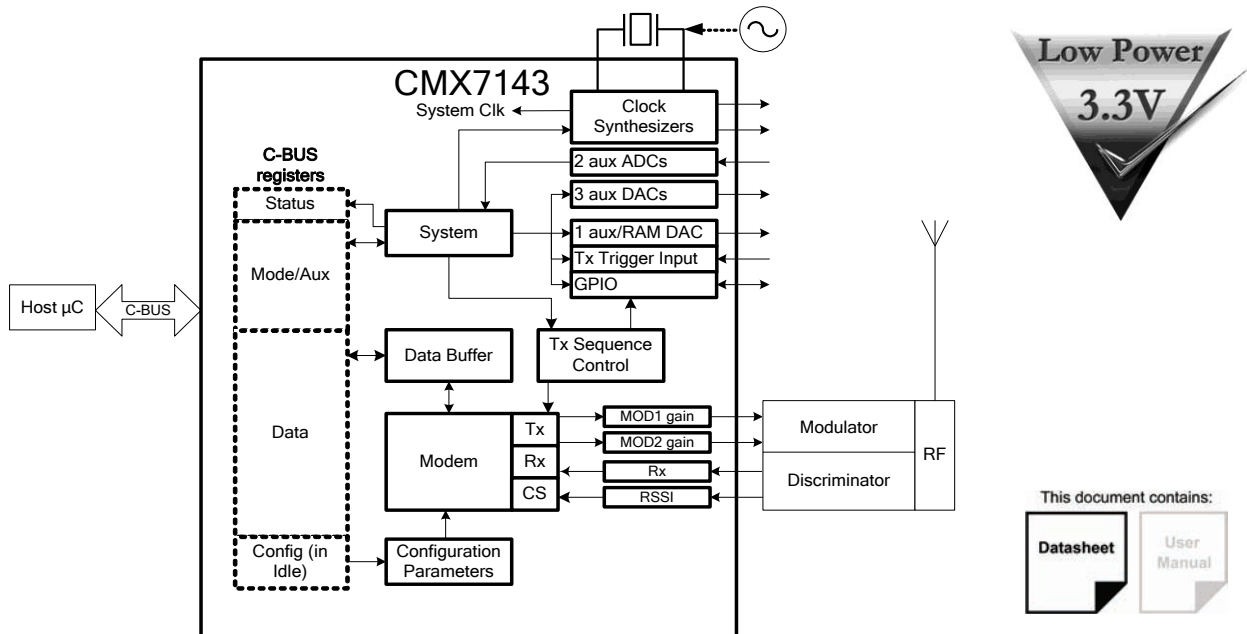 CMX7143
System Clk
Clock
Synthesizers
Low Power
3.3V
C-BUS
registers
2 aux ADCs
Status
3 aux DACs
System
1 aux/RAM DAC
Mode/Aux
Tx Trigger Input
GPIO
Host µC
C-BUS
Data Buffer
Tx Sequence
Control
Data
Modem
Tx
Rx
CS
MOD1 gain
MOD2 gain
Rx
RSSI
Modulator
Discriminator
RF
Config (in
Idle)
Configuration
Parameters
This document contains:
Datasheet
User
Manual